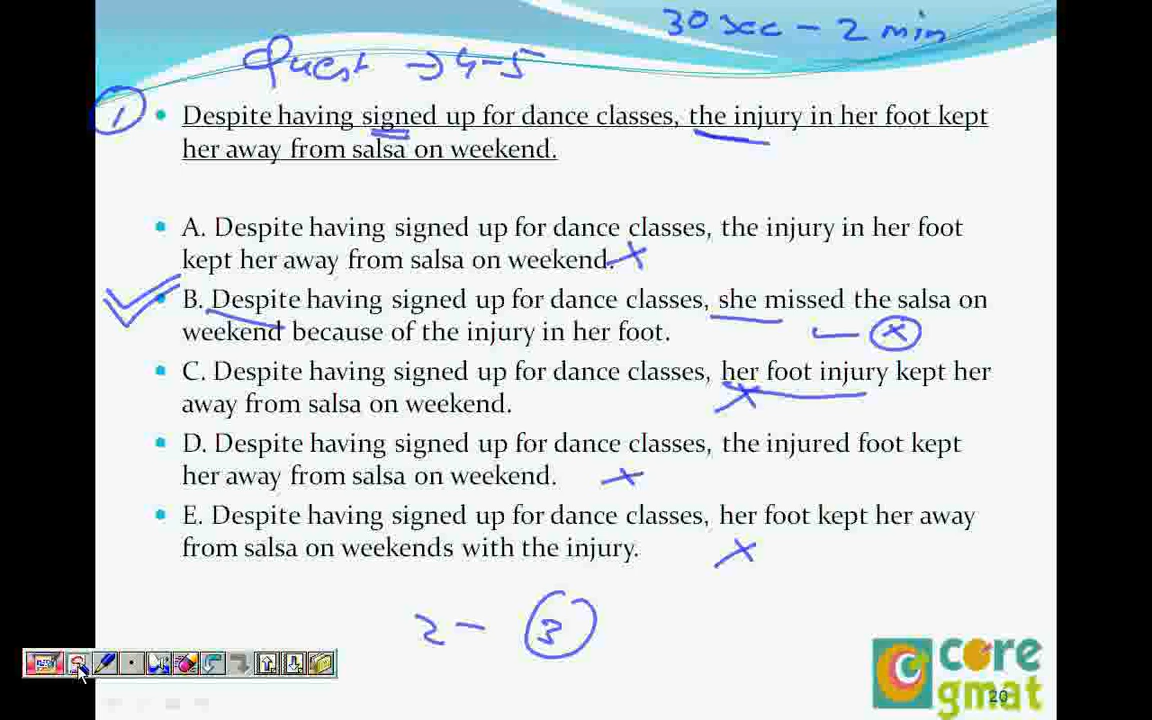 30 sec - 2 min
Quest → 4-5
1
• Despite having signed up for dance classes, the injury in her foot kept
her away from salsa on weekend.
• A. Despite having signed up for dance classes, the injury in her foot
kept her away from salsa on weekend.
• B. Despite having signed up for dance classes, she missed the salsa on
weekend because of the injury in her foot.
• C. Despite having signed up for dance classes, her foot injury kept her
away from salsa on weekend.
• D. Despite having signed up for dance classes, the injured foot kept
her away from salsa on weekend.
• E. Despite having signed up for dance classes, her foot kept her away
from salsa on weekends with the injury.
2 - 3
core
gmat
20